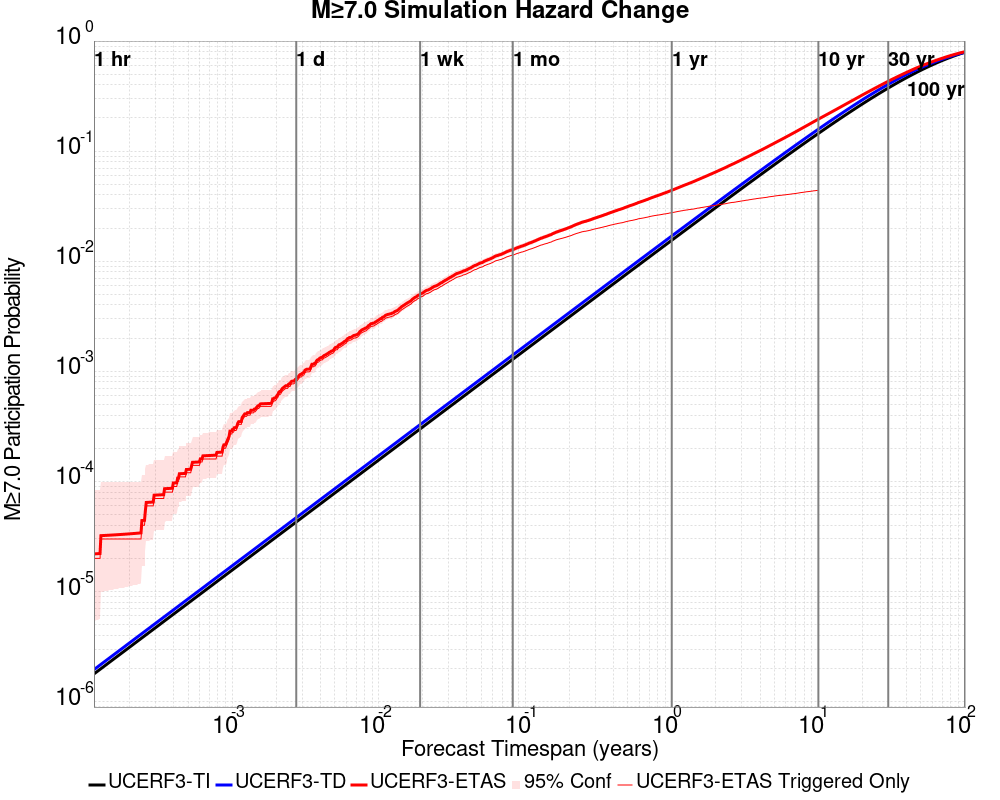 M≥7.0 Simulation Hazard Change
1 hr 1 d 1 wk 1 mo 1 yr 10 yr 30 yr
100 yr
10^0
10^-1
10^-2
10^-3
10^-4
10^-5
10^-6
M≥7.0 Participation Probability
10^-3 10^-2 10^-1 10^0 10^1 10^2
Forecast Timespan (years)
UCERF3-TI UCERF3-TD UCERF3-ETAS 95% Conf UCERF3-ETAS Triggered Only